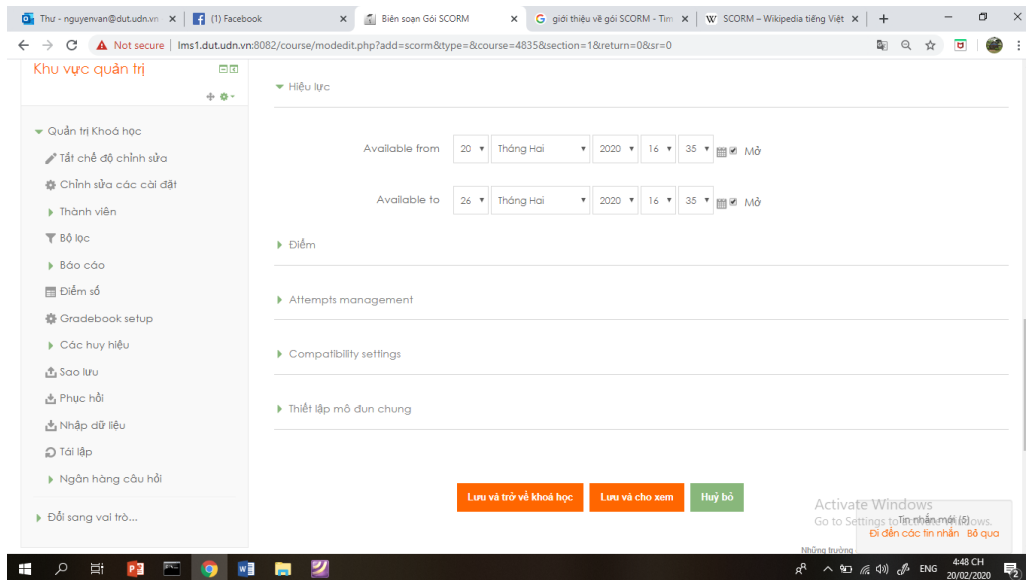 Thư - nguyenvan@dut.udn.vn
(1) Facebook
Biên soạn Gói SCORM
giới thiệu về gói SCORM - Tìm
SCORM – Wikipedia tiếng Việt
Not secure | lms1.dut.udn.vn:8082/course/modedit.php?add=scorm&type=&course=4835&section=1&return=0&sr=0
Khu vực quản trị
Quản trị Khoá học
Tắt chế độ chỉnh sửa
Chỉnh sửa các cài đặt
Thành viên
Bộ lọc
Báo cáo
Điểm số
Gradebook setup
Các huy hiệu
Sao lưu
Phục hồi
Nhập dữ liệu
Tái lập
Ngân hàng câu hỏi
Đổi sang vai trò...
Hiệu lực
Available from 20 Tháng Hai 2020 16 35 Mở
Available to 26 Tháng Hai 2020 16 35 Mở
Điểm
Attempts management
Compatibility settings
Thiết lập mô đun chung
Lưu và trở về khoá học Lưu và cho xem Huỷ bỏ
Activate Windows
Go to Settings to activate Windows.
Tin nhắn mới (5)
Đi đến các tin nhắn Bỏ qua
Những trường
ENG
4:48 CH
20/02/2020
2